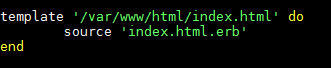 template '/var/www/html/index.html' do
        source 'index.html.erb'
end